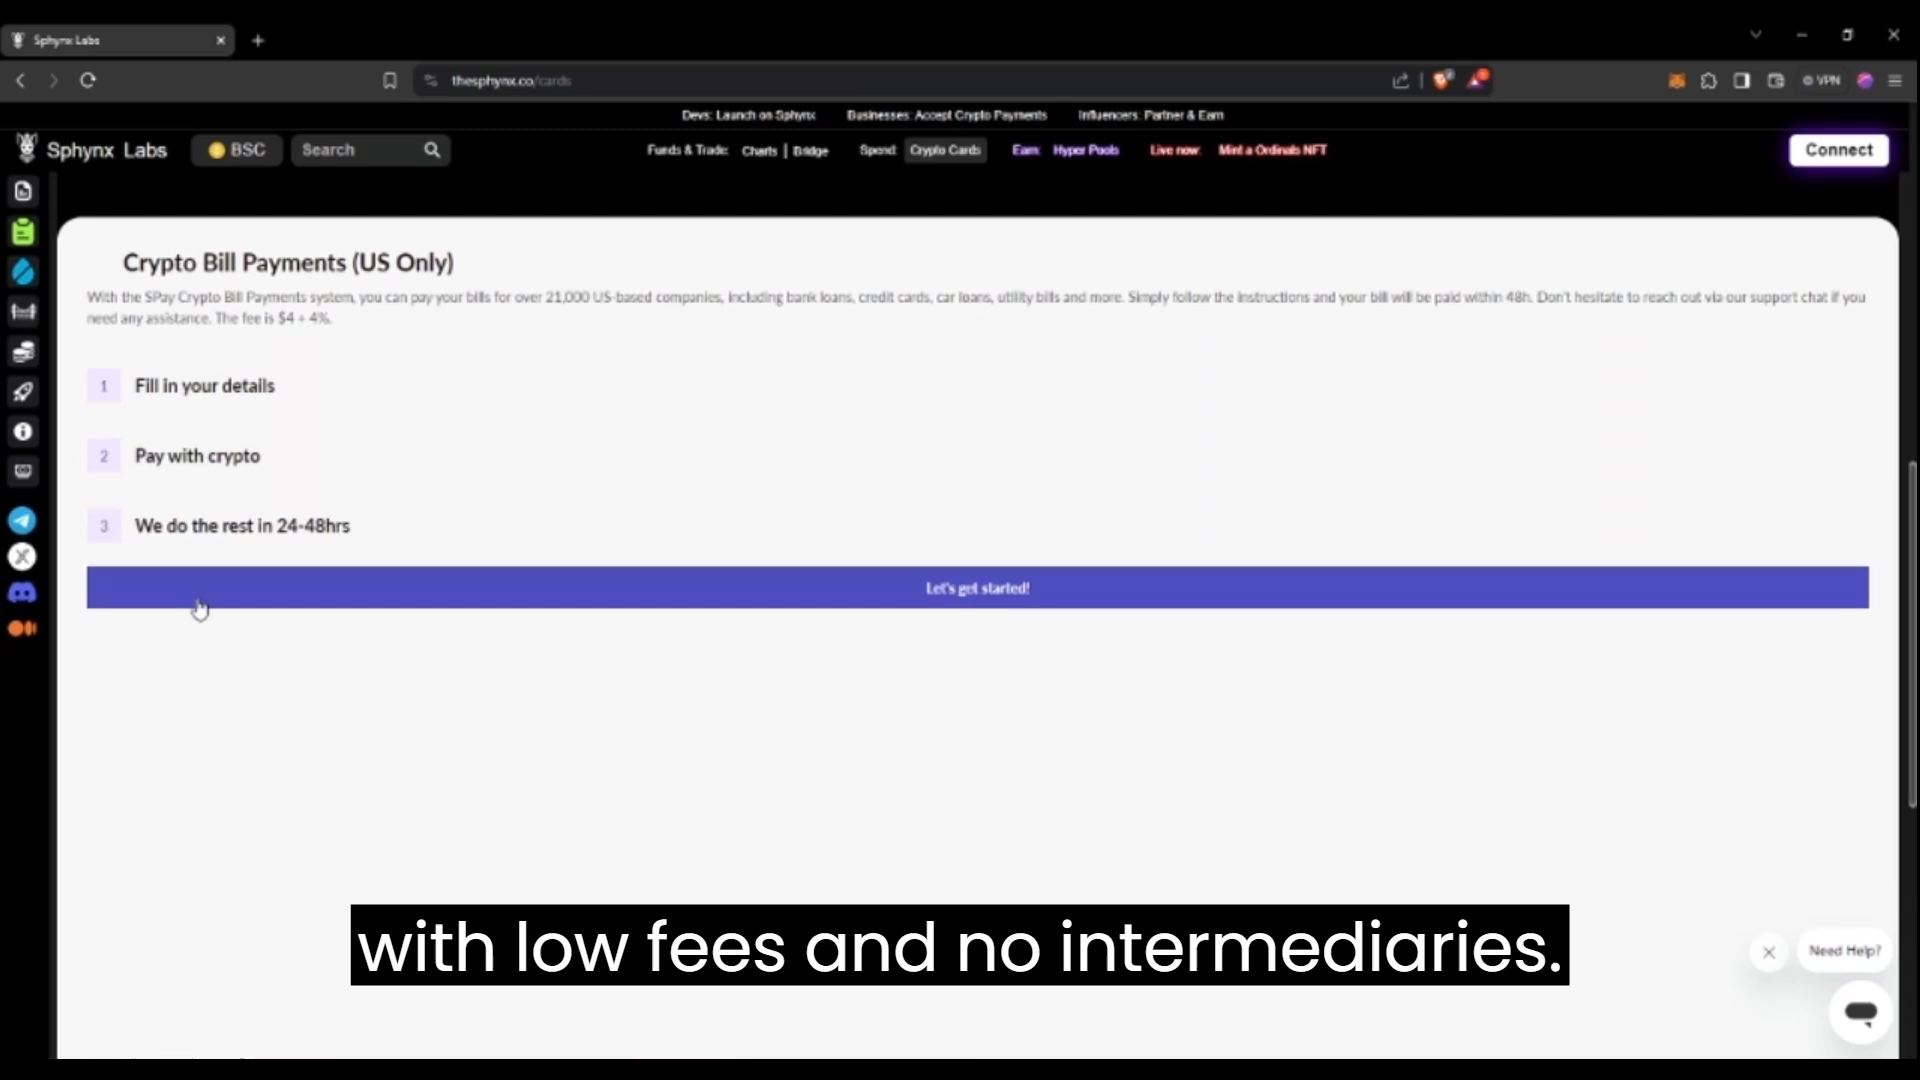 Sphynx Labs
thesphynx.co/cards
VPN
Devs: Launch on Sphynx Businesses: Accept Crypto Payments Influencers: Partner & Earn
Sphynx Labs BSC Search Funds & Trade: Charts | Bridge Spend: Crypto Cards Earn: Hyper Pools Live now: Mint a Ordinals NFT Connect
Crypto Bill Payments (US Only)
With the SPay Crypto Bill Payments system, you can pay your bills for over 21,000 US-based companies, including bank loans, credit cards, car loans, utility bills and more. Simply follow the instructions and your bill will be paid within 48h. Don't hesitate to reach out via our support chat if you
need any assistance. The fee is $4 + 4%.
1 Fill in your details
2 Pay with crypto
3 We do the rest in 24-48hrs
Let's get started!
with low fees and no intermediaries.
Need Help?